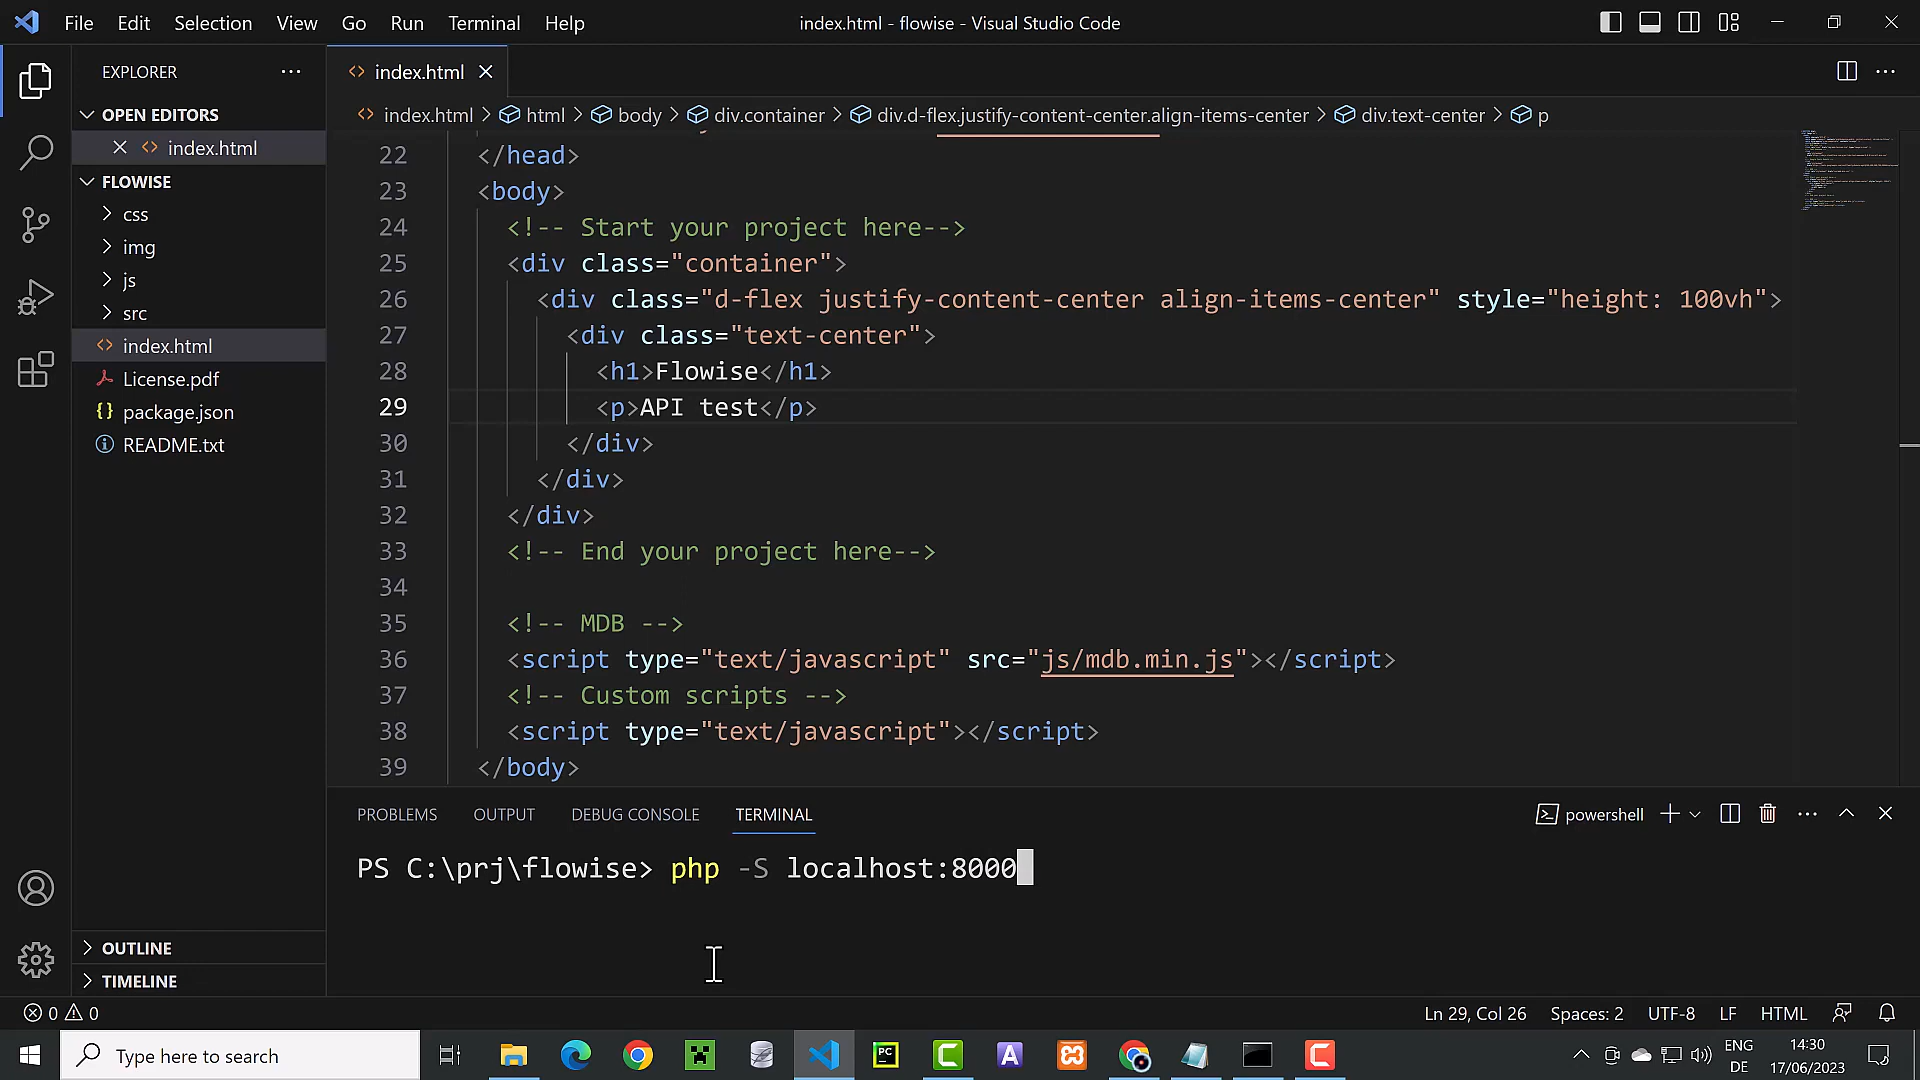 File Edit Selection View Go Run Terminal Help
index.html - flowise - Visual Studio Code
EXPLORER
index.html
OPEN EDITORS
index.html
FLOWISE
css
img
js
src
index.html
License.pdf
package.json
README.txt
OUTLINE
TIMELINE
index.html > html > body > div.container > div.d-flex.justify-content-center.align-items-center > div.text-center > p
22 </head>
23 <body>
24 <!-- Start your project here-->
25 <div class="container">
26 <div class="d-flex justify-content-center align-items-center" style="height: 100vh">
27 <div class="text-center">
28 <h1>Flowise</h1>
29 <p>API test</p>
30 </div>
31 </div>
32 </div>
33 <!-- End your project here-->
34
35 <!-- MDB -->
36 <script type="text/javascript" src="js/mdb.min.js"></script>
37 <!-- Custom scripts -->
38 <script type="text/javascript"></script>
39 </body>
PROBLEMS OUTPUT DEBUG CONSOLE TERMINAL
powershell
PS C:\prj\flowise> php -S localhost:8000
0 0
Ln 29, Col 26 Spaces: 2 UTF-8 LF HTML
Type here to search
PC
C
A
C
ENG
DE
14:30
17/06/2023